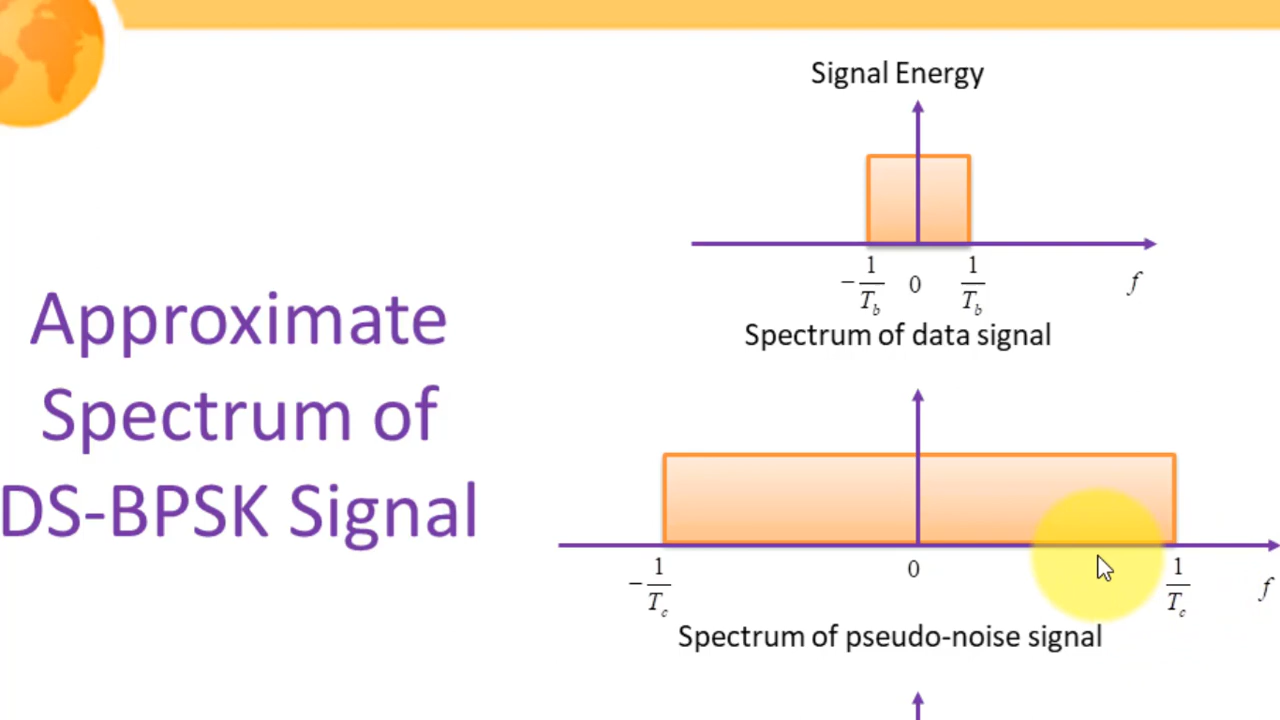 Approximate
Spectrum of
DS-BPSK Signal
Signal Energy
-1/T_b 0 1/T_b f
Spectrum of data signal
-1/T_c 0 1/T_c f
Spectrum of pseudo-noise signal